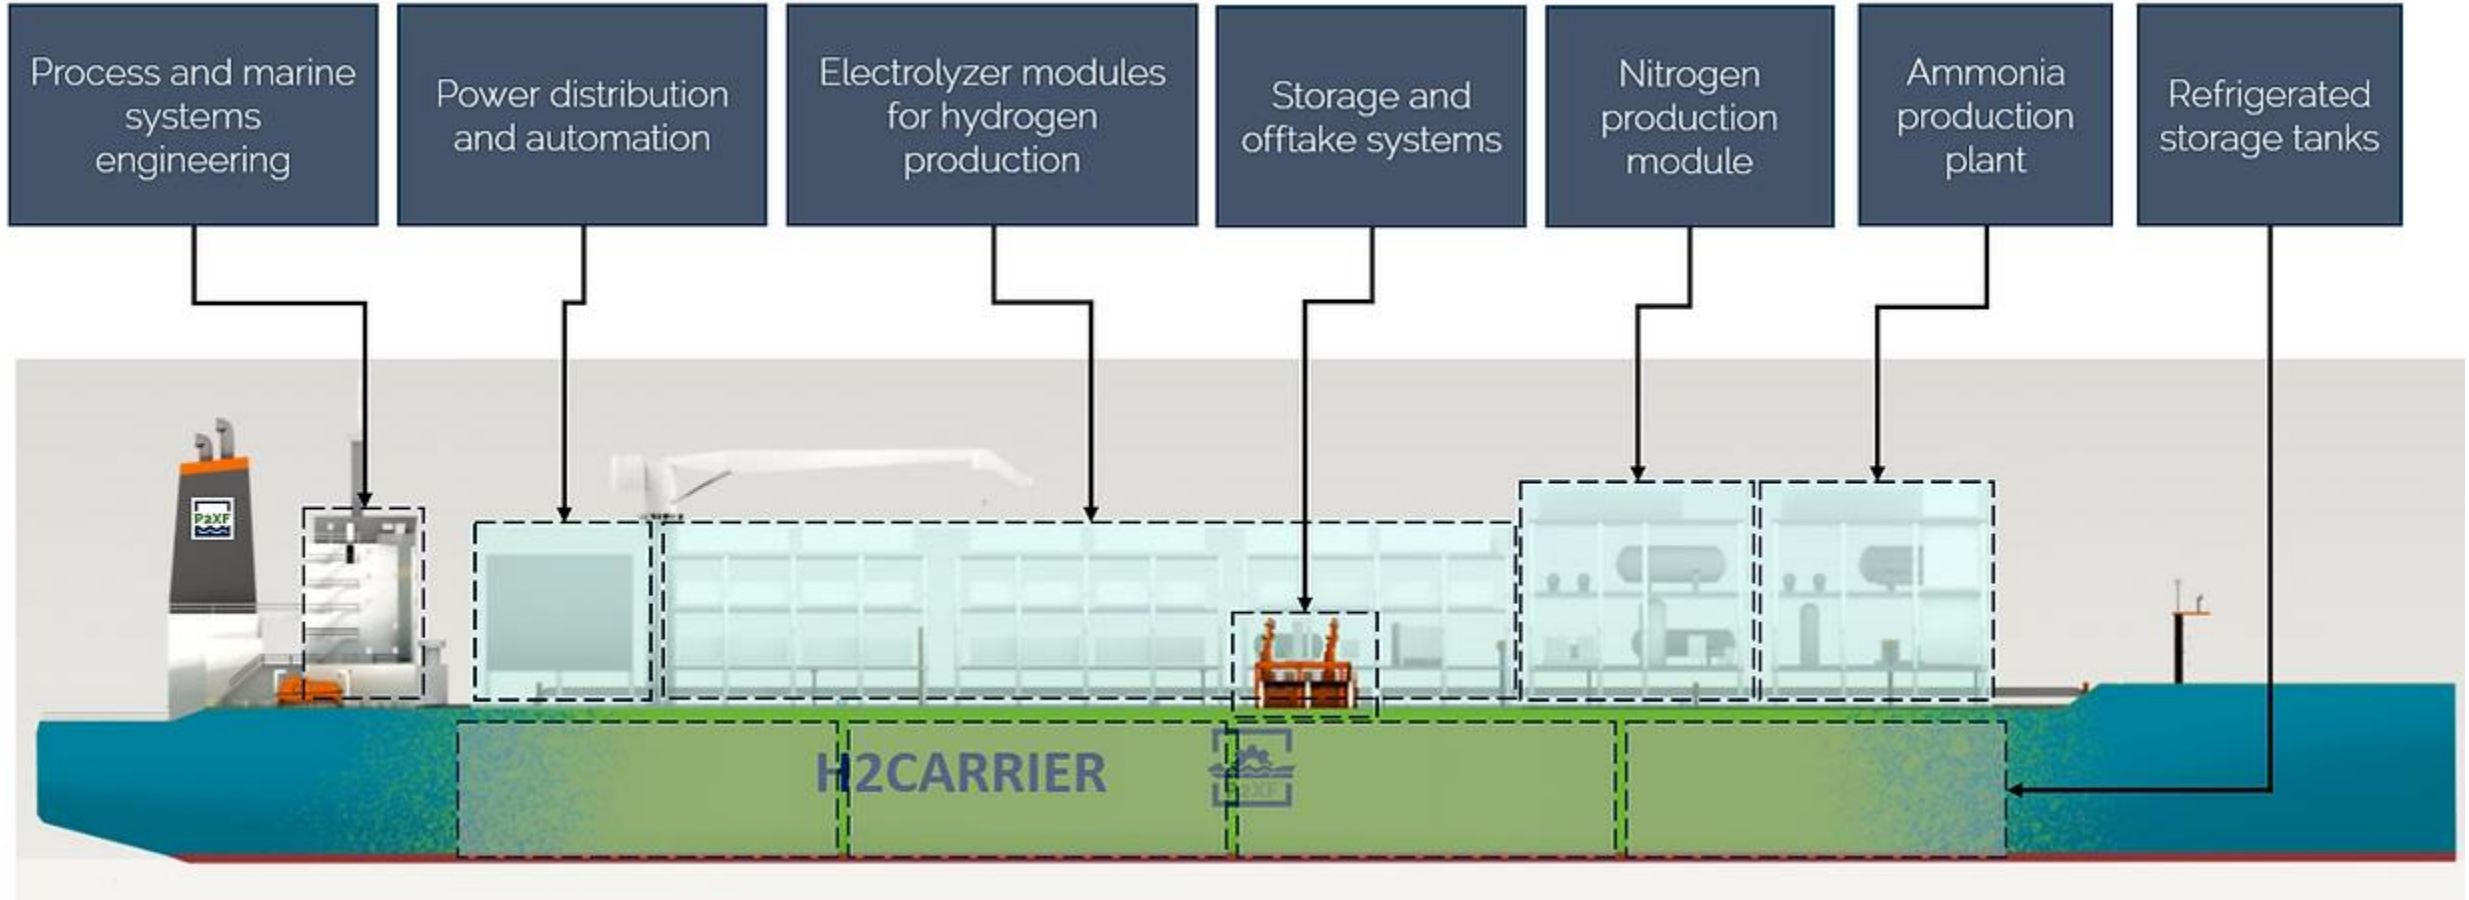 Process and marine
systems
engineering
Power distribution
and automation
Electrolyzer modules
for hydrogen
production
Storage and
offtake systems
Nitrogen
production
module
Ammonia
production
plant
Refrigerated
storage tanks
P2XF
H2CARRIER
P2XF